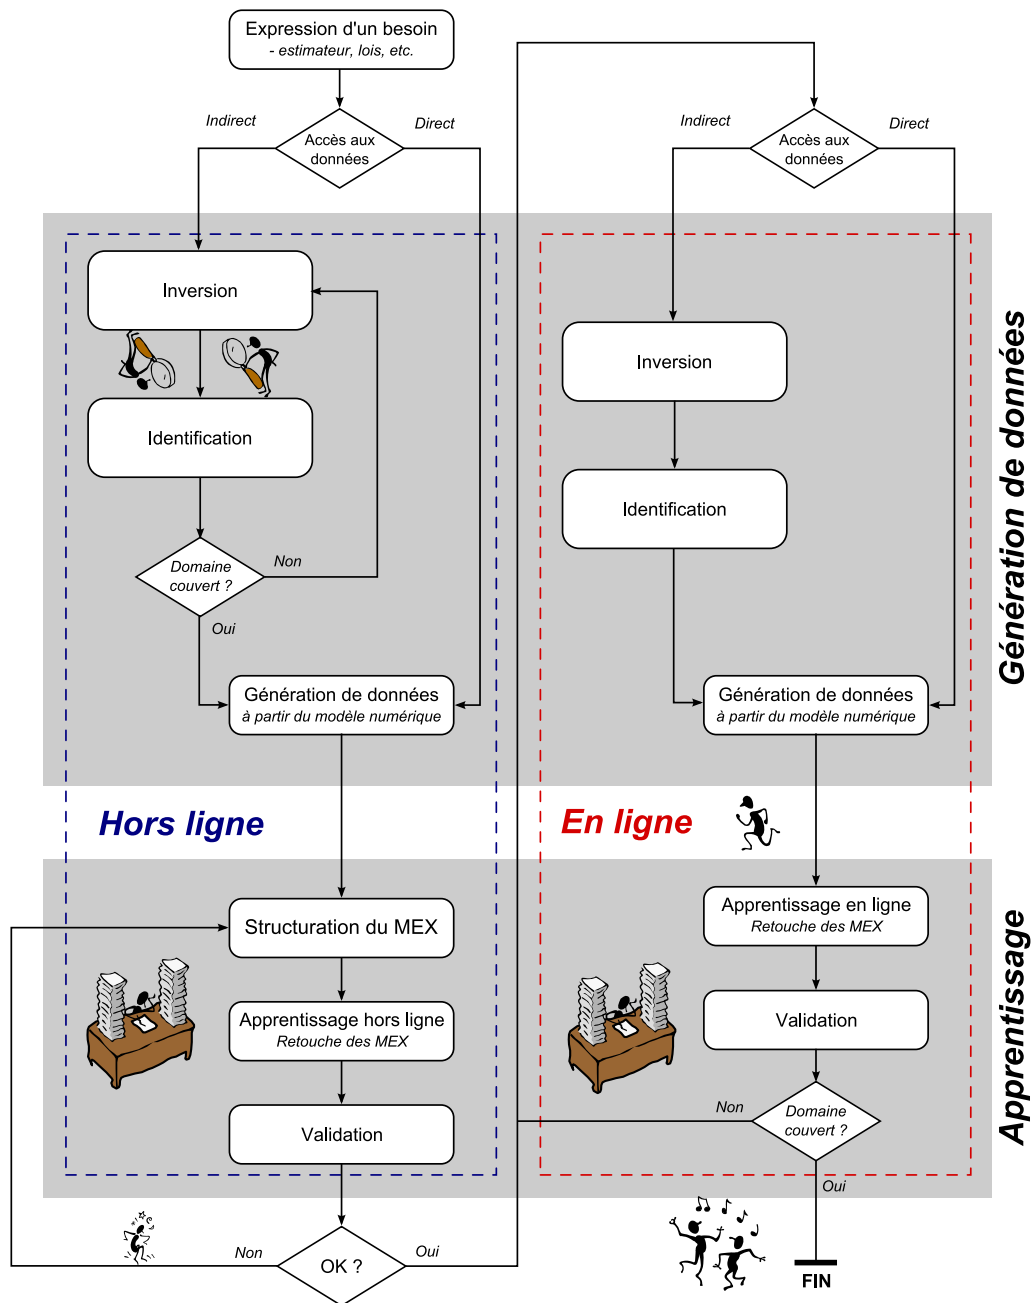 Expression d'un besoin
- estimateur, lois, etc.
Indirect
Direct
Accès aux
données
Indirect
Direct
Accès aux
données
Inversion
Identification
Domaine
couvert ?
Non
Oui
Génération de données
à partir du modèle numérique
Inversion
Identification
Génération de données
à partir du modèle numérique
Génération de données
Hors ligne
En ligne
Structuration du MEX
Apprentissage hors ligne
Retouche des MEX
Validation
OK ?
Non
Oui
Apprentissage en ligne
Retouche des MEX
Validation
Domaine
couvert ?
Non
Oui
FIN
Apprentissage